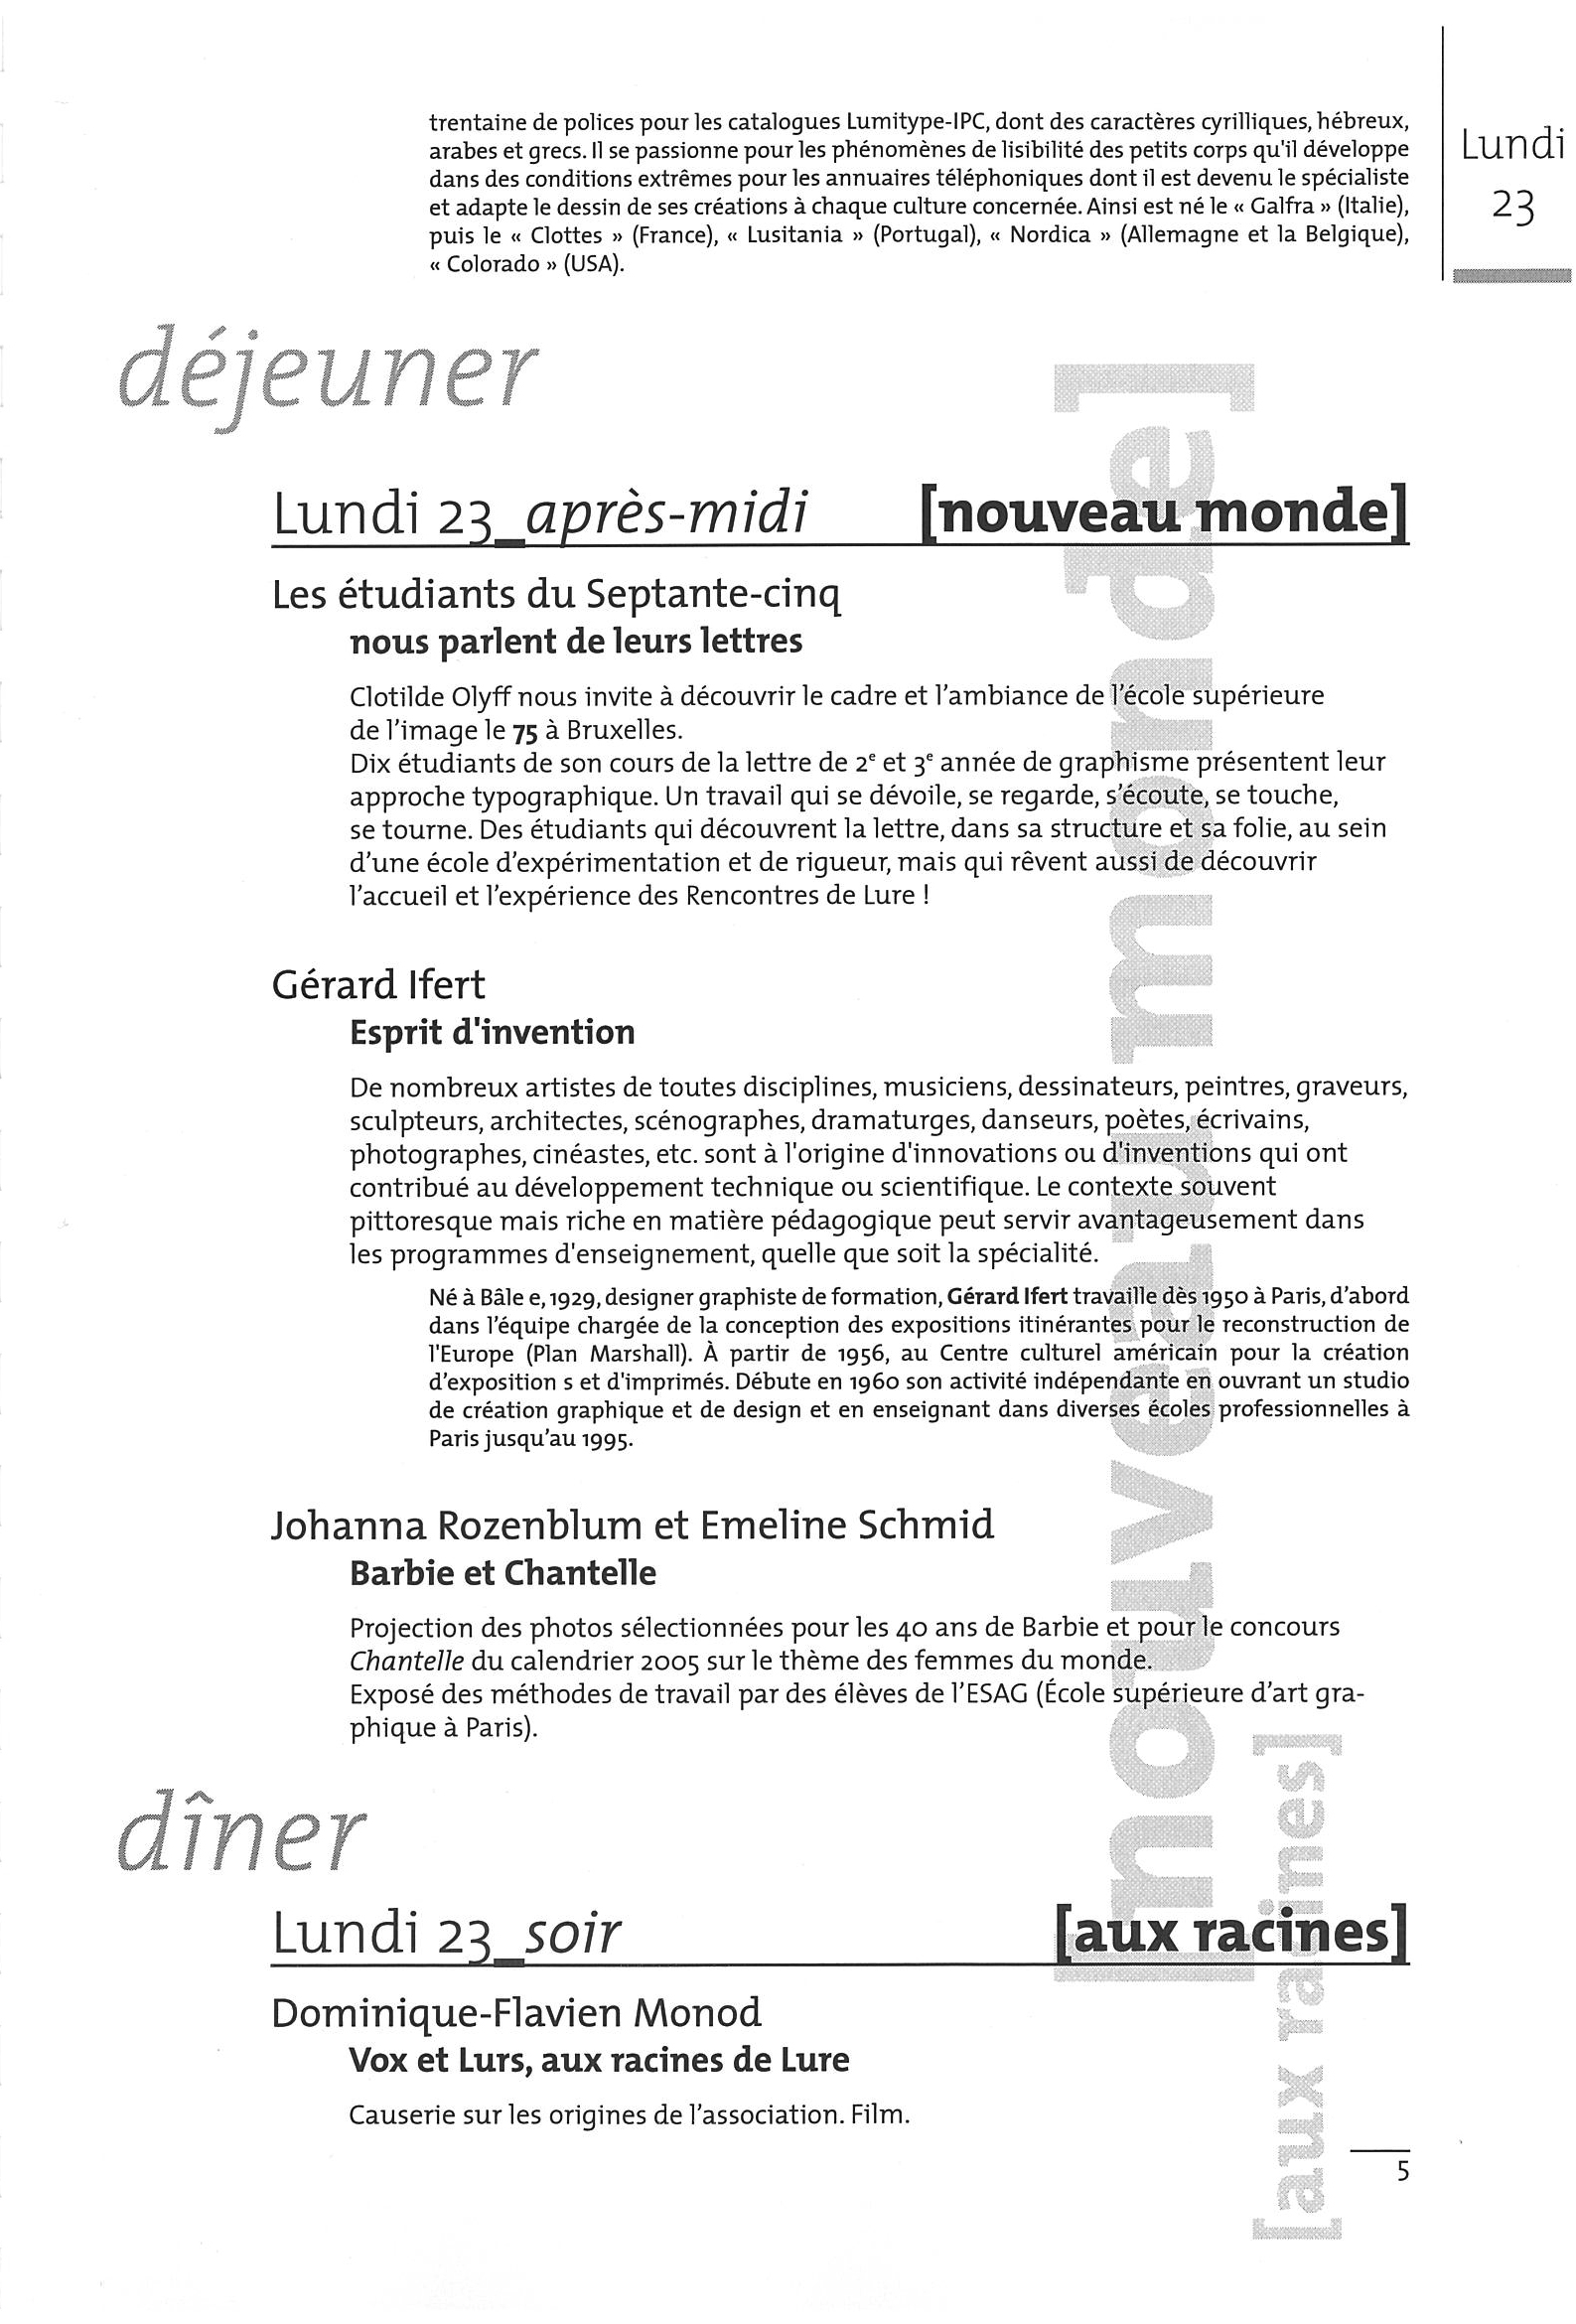 trentaine de polices pour les catalogues Lumitype-IPC, dont des caractères cyrilliques, hébreux,
arabes et grecs. Il se passionne pour les phénomènes de lisibilité des petits corps qu'il développe
dans des conditions extrêmes pour les annuaires téléphoniques dont il est devenu le spécialiste
et adapte le dessin de ses créations à chaque culture concernée. Ainsi est né le « Galfra » (Italie),
puis le « Clottes » (France), « Lusitania » (Portugal), « Nordica » (Allemagne et la Belgique),
« Colorado » (USA).
Lundi
23
déjeuner
Lundi 23_après-midi [nouveau monde]
[nouveau monde]
Les étudiants du Septante-cinq
nous parlent de leurs lettres
Clotilde Olyff nous invite à découvrir le cadre et l’ambiance de l’école supérieure
de l’image le 75 à Bruxelles.
Dix étudiants de son cours de la lettre de 2e et 3e année de graphisme présentent leur
approche typographique. Un travail qui se dévoile, se regarde, s’écoute, se touche,
se tourne. Des étudiants qui découvrent la lettre, dans sa structure et sa folie, au sein
d’une école d’expérimentation et de rigueur, mais qui rêvent aussi de découvrir
l’accueil et l’expérience des Rencontres de Lure !
Gérard Ifert
Esprit d'invention
De nombreux artistes de toutes disciplines, musiciens, dessinateurs, peintres, graveurs,
sculpteurs, architectes, scénographes, dramaturges, danseurs, poètes, écrivains,
photographes, cinéastes, etc. sont à l'origine d'innovations ou d'inventions qui ont
contribué au développement technique ou scientifique. Le contexte souvent
pittoresque mais riche en matière pédagogique peut servir avantageusement dans
les programmes d'enseignement, quelle que soit la spécialité.
Né à Bâle e, 1929, designer graphiste de formation, Gérard Ifert travaille dès 1950 à Paris, d’abord
dans l’équipe chargée de la conception des expositions itinérantes pour le reconstruction de
l'Europe (Plan Marshall). À partir de 1956, au Centre culturel américain pour la création
d’exposition s et d'imprimés. Débute en 1960 son activité indépendante en ouvrant un studio
de création graphique et de design et en enseignant dans diverses écoles professionnelles à
Paris jusqu’au 1995.
Johanna Rozenblum et Emeline Schmid
Barbie et Chantelle
Projection des photos sélectionnées pour les 40 ans de Barbie et pour le concours
Chantelle du calendrier 2005 sur le thème des femmes du monde.
Exposé des méthodes de travail par des élèves de l’ESAG (École supérieure d’art gra-
phique à Paris).
dîner
Lundi 23_soir [aux racines]
[aux racines]
Dominique-Flavien Monod
Vox et Lurs, aux racines de Lure
Causerie sur les origines de l’association. Film.
5